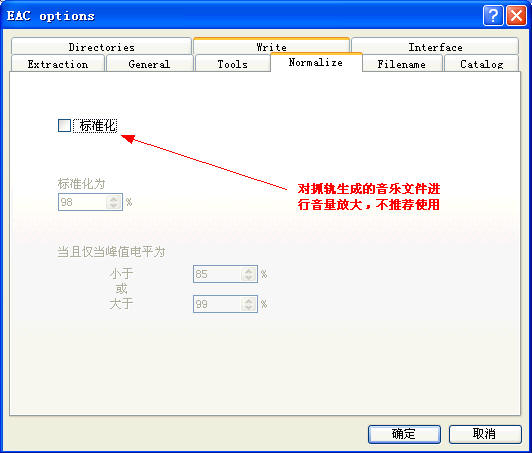 EAC options
Directories
Write
Interface
Extraction
General
Tools
Normalize
Filename
Catalog
标准化
标准化为
98 %
对抓轨生成的音乐文件进
行音量放大，不推荐使用
当且仅当峰值电平为
小于 85 %
或
大于 99 %
确定
取消